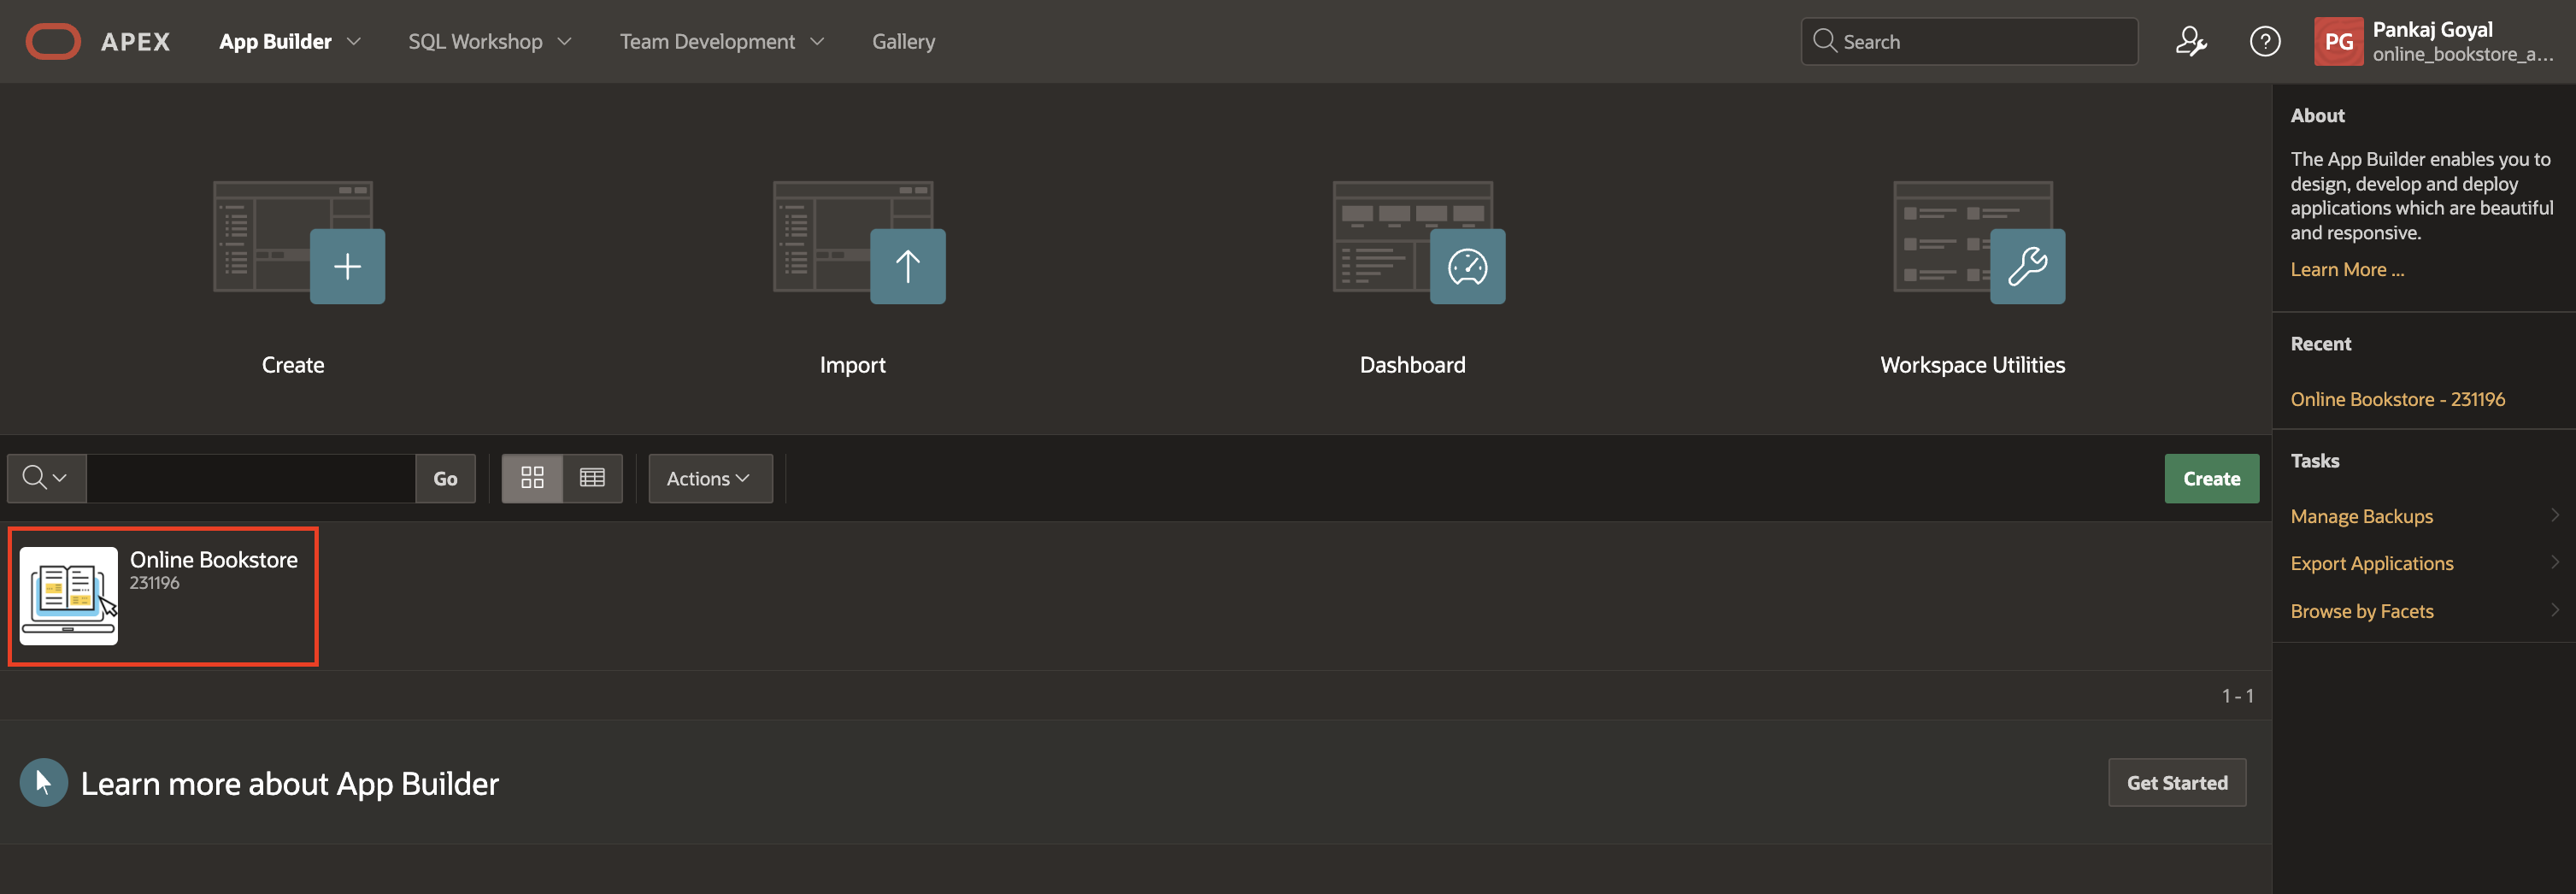 APEX
App Builder
SQL Workshop
Team Development
Gallery
Search
PG
Pankaj Goyal
online_bookstore_a...
Create
Import
Dashboard
Workspace Utilities
Go
Actions
Create
Online Bookstore
231196
1 - 1
Learn more about App Builder
Get Started
About
The App Builder enables you to
design, develop and deploy
applications which are beautiful
and responsive.
Learn More ...
Recent
Online Bookstore - 231196
Tasks
Manage Backups
Export Applications
Browse by Facets